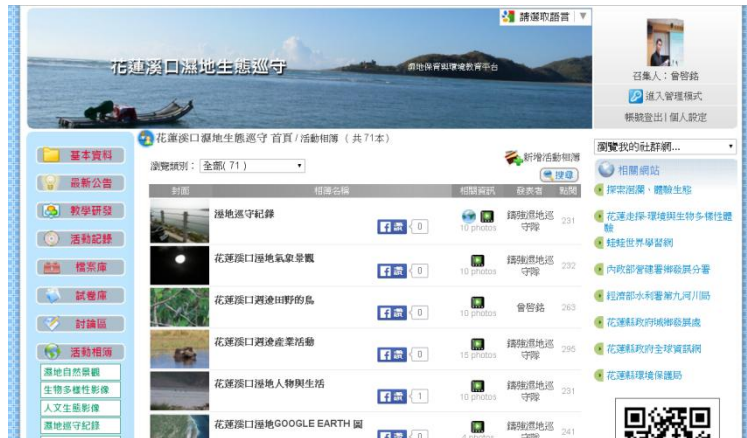 請選取語言 ▼
花蓮溪口濕地生態巡守
濕地保育與環境教育平台
召集人：曾啓銘
進入管理模式
帳號登出 | 個人設定
花蓮溪口濕地生態巡守 首頁 / 活動相簿 （ 共71本）
瀏覽類別： 全部( 71 )
新增活動相簿
搜尋
封面 相簿名稱 相關資訊 發表者 點閱
濕地巡守紀錄
讚 0
10 photos
鑄強濕地巡守隊
231
花蓮溪口溼地氣象景觀
讚 0
10 photos
鑄強濕地巡守隊
232
花蓮溪口週邊田野的鳥
讚 0
10 photos
曾啓銘
263
花蓮溪口週邊產業活動
讚 0
15 photos
鑄強濕地巡守隊
295
花蓮溪口溼地人物與生活
讚 1
10 photos
鑄強濕地巡守隊
231
花蓮溪口溼地GOOGLE EARTH 圖
讚 0
鑄強濕地巡守隊
241
基本資料
最新公告
教學研發
活動記錄
檔案庫
試卷庫
討論區
活動相簿
濕地自然景觀
生物多樣性影像
人文生態影像
濕地巡守紀錄
瀏覽我的社群網...
相關網站
探索洄瀾、體驗生態
花蓮走探-環境與生物多樣性體驗
蛙蛙世界學習網
內政部營建署城鄉發展分署
經濟部水利署第九河川局
花蓮縣政府城鄉發展處
花蓮縣政府全球資訊網
花蓮縣環境保護局